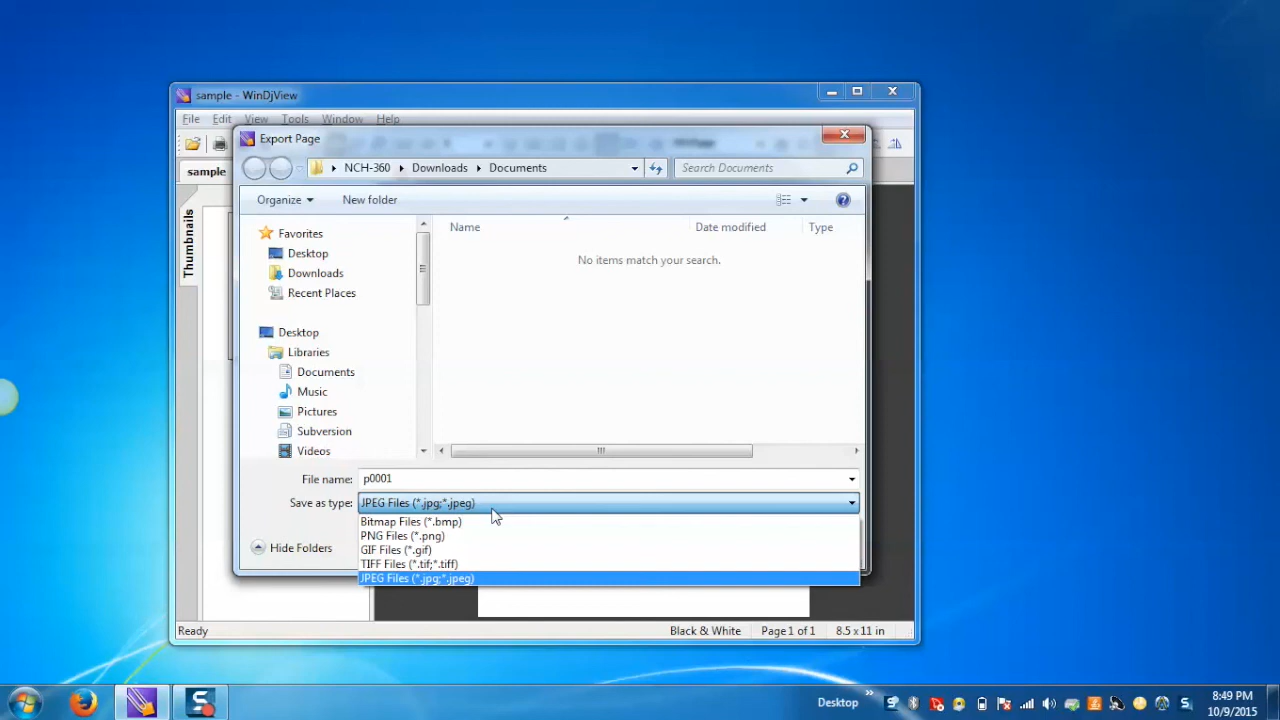 sample - WinDjView
File Edit View Tools Window Help
Export Page
NCH-360 Downloads Documents
Search Documents
sample
Organize
New folder
Thumbnails
Favorites
Desktop
Downloads
Recent Places
Desktop
Libraries
Documents
Music
Pictures
Subversion
Videos
Name Date modified Type
No items match your search.
File name: p0001
Save as type: JPEG Files (*.jpg;*.jpeg)
Bitmap Files (*.bmp)
PNG Files (*.png)
GIF Files (*.gif)
TIFF Files (*.tif;*.tiff)
JPEG Files (*.jpg;*.jpeg)
Hide Folders
Ready
Black & White Page 1 of 1 8.5 x 11 in
Desktop
8:49 PM
10/9/2015